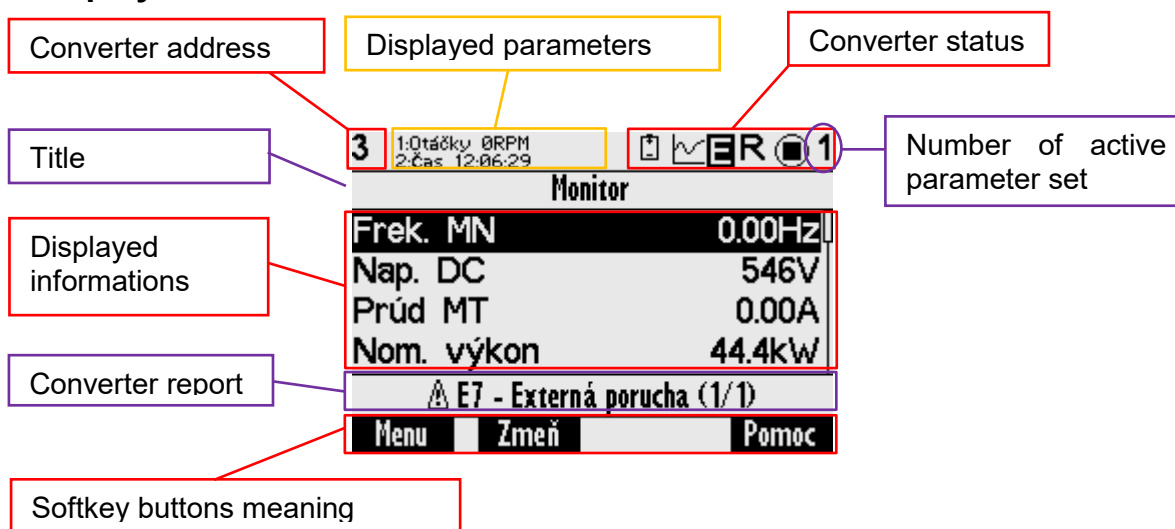 Converter address
Displayed parameters
Converter status
Title
3
1:Otáčky 0RPM
2:Čas 12:06:29
E R 1
Number of active
parameter set
Monitor
Displayed
informations
Frek. MN 0.00Hz
Nap. DC 546V
Prúd MT 0.00A
Nom. výkon 44.4kW
Converter report
E7 - Externá porucha (1/1)
Menu Zmeň Pomoc
Softkey buttons meaning